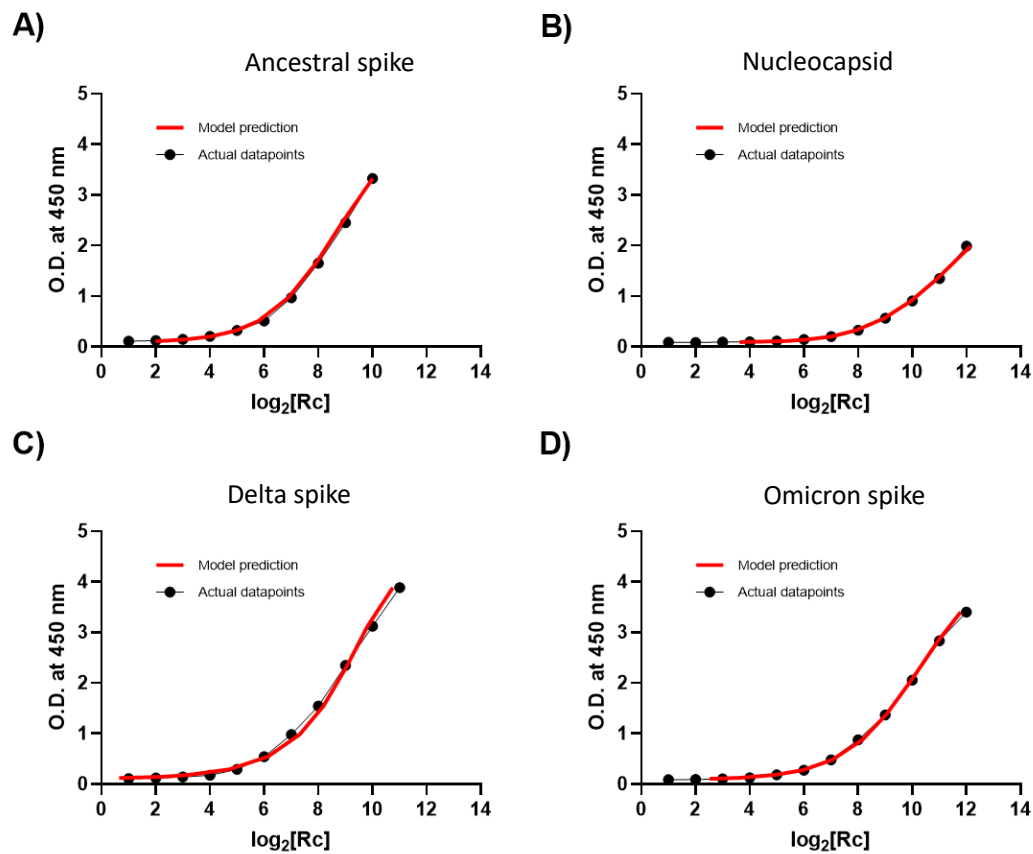 A)
Ancestral spike
5
4
3
2
1
0
O.D. at 450 nm
Model prediction
Actual datapoints
0 2 4 6 8 10 12 14
log₂[Rc]
B)
Nucleocapsid
5
4
3
2
1
0
O.D. at 450 nm
Model prediction
Actual datapoints
0 2 4 6 8 10 12 14
log₂[Rc]
C)
Delta spike
5
4
3
2
1
0
O.D. at 450 nm
Model prediction
Actual datapoints
0 2 4 6 8 10 12 14
log₂[Rc]
D)
Omicron spike
5
4
3
2
1
0
O.D. at 450 nm
Model prediction
Actual datapoints
0 2 4 6 8 10 12 14
log₂[Rc]